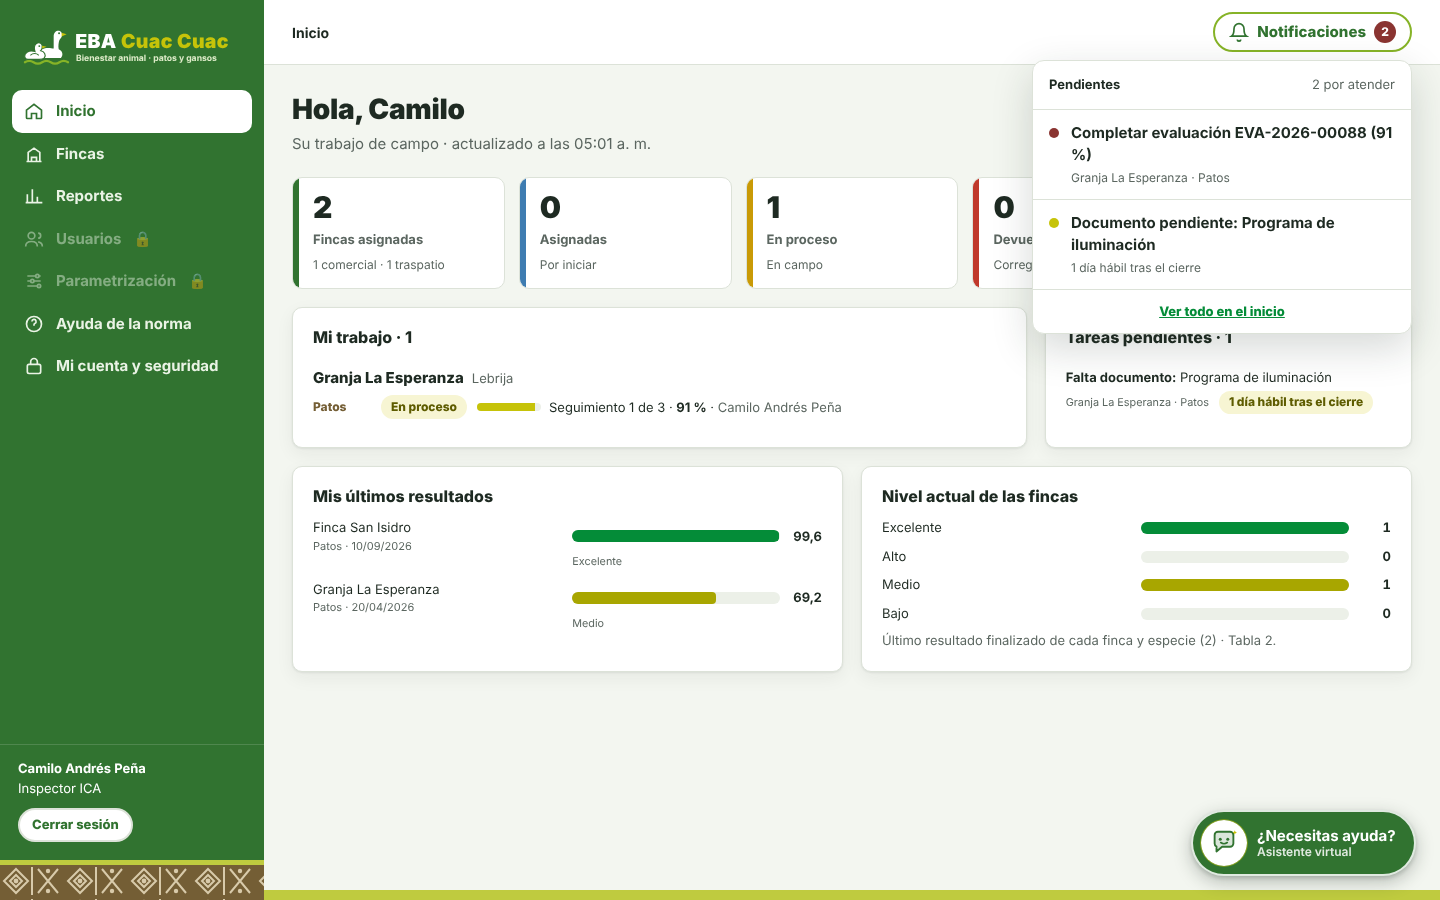 EBA Cuac Cuac
Bienestar animal · patos y gansos
Inicio
Fincas
Reportes
Usuarios
Parametrización
Ayuda de la norma
Mi cuenta y seguridad
Camilo Andrés Peña
Inspector ICA
Cerrar sesión
Inicio
Notificaciones 2
Pendientes 2 por atender
Completar evaluación EVA-2026-00088 (91
%)
Granja La Esperanza · Patos
Documento pendiente: Programa de
iluminación
1 día hábil tras el cierre
Ver todo en el inicio
Hola, Camilo
Su trabajo de campo · actualizado a las 05:01 a. m.
2
Fincas asignadas
1 comercial · 1 traspatio
0
Asignadas
Por iniciar
1
En proceso
En campo
0
Devue
Correg
Mi trabajo · 1
Granja La Esperanza Lebrija
Patos En proceso Seguimiento 1 de 3 · 91 % · Camilo Andrés Peña
Tareas pendientes · 1
Falta documento: Programa de iluminación
Granja La Esperanza · Patos 1 día hábil tras el cierre
Mis últimos resultados
Finca San Isidro
Patos · 10/09/2026
99,6
Excelente
Granja La Esperanza
Patos · 20/04/2026
69,2
Medio
Nivel actual de las fincas
Excelente 1
Alto 0
Medio 1
Bajo 0
Último resultado finalizado de cada finca y especie (2) · Tabla 2.
¿Necesitas ayuda?
Asistente virtual